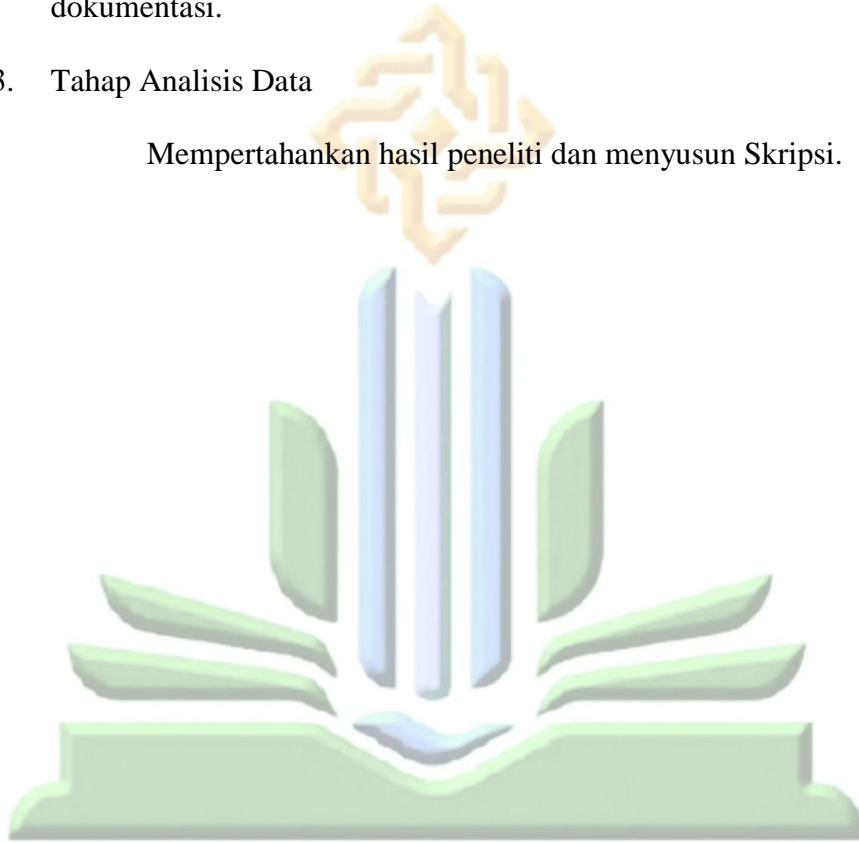 dokumentasi.
3. Tahap Analisis Data
Mempertahankan hasil peneliti dan menyusun Skripsi.